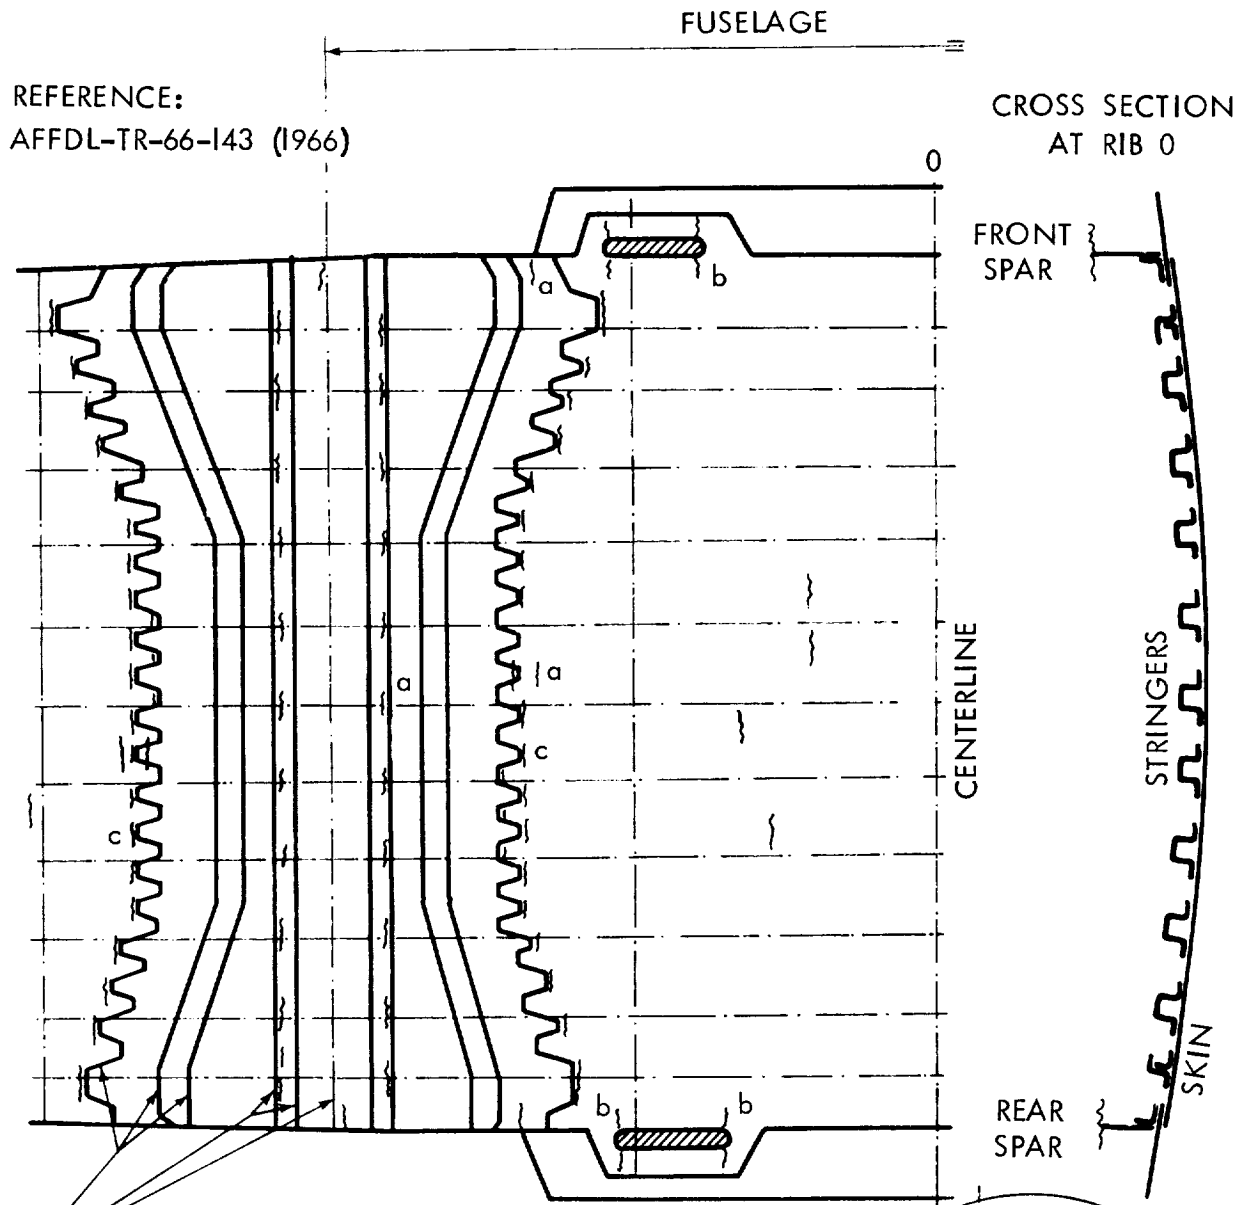 FUSELAGE
REFERENCE:
AFFDL-TR-66-143 (1966)
CROSS SECTION
AT RIB 0
0
FRONT
SPAR
a
b
CENTERLINE
STRINGERS
a
a
c
c
SKIN
b
b
REAR
SPAR